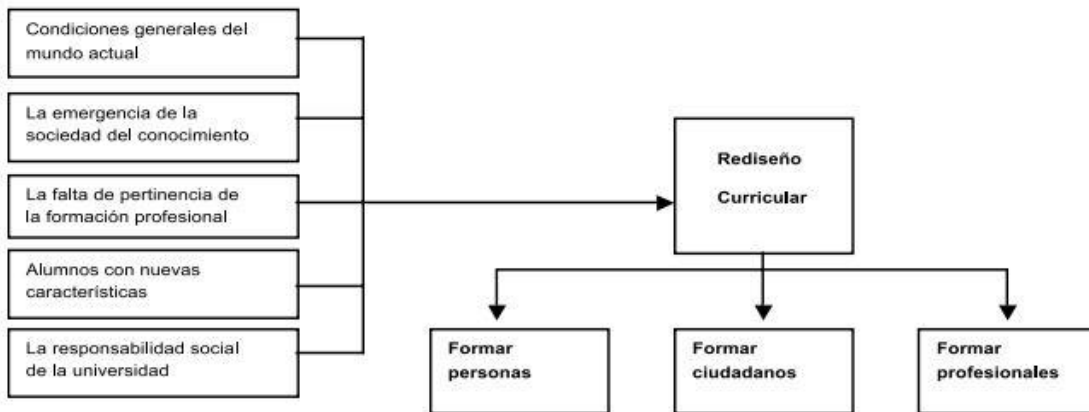 Condiciones generales del
mundo actual
La emergencia de la
sociedad del conocimiento
La falta de pertinencia de
la formación profesional
Alumnos con nuevas
características
La responsabilidad social
de la universidad
Rediseño
Curricular
Formar
personas
Formar
ciudadanos
Formar
profesionales